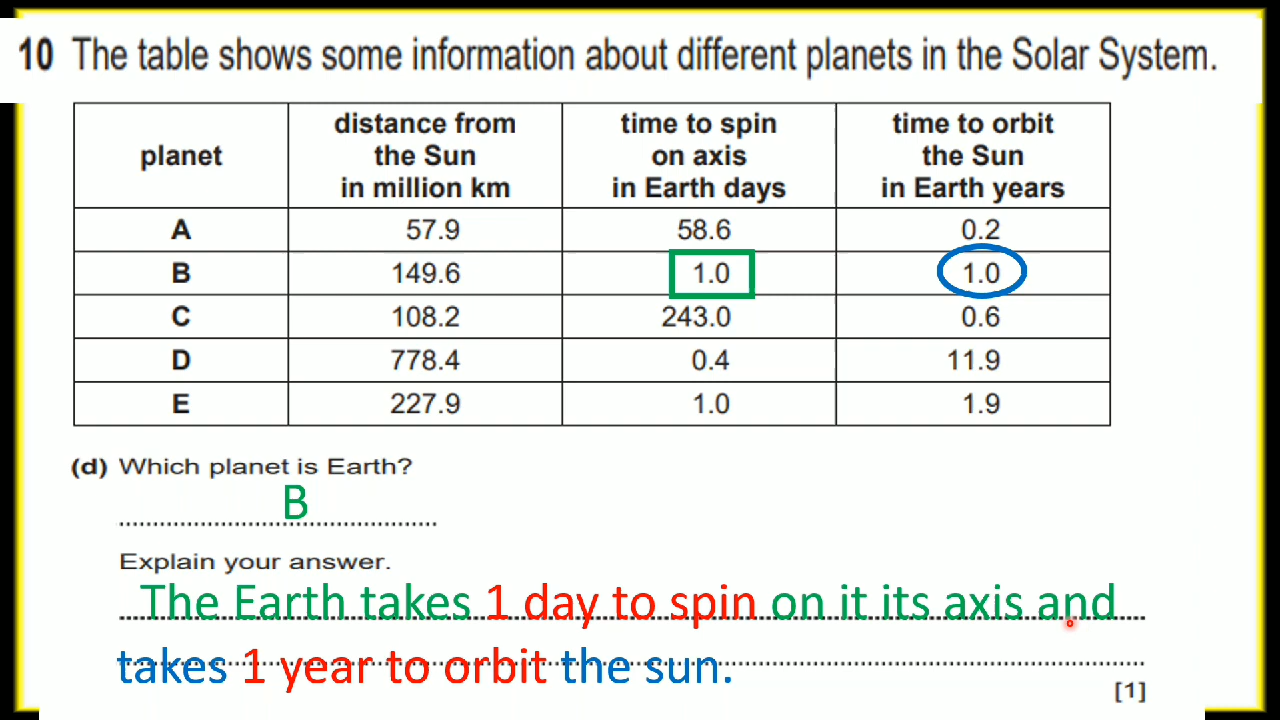 10 The table shows some information about different planets in the Solar System.
planet distance from the Sun in million km time to spin on axis in Earth days time to orbit the Sun in Earth years
A 57.9 58.6 0.2
B 149.6 1.0 1.0
C 108.2 243.0 0.6
D 778.4 0.4 11.9
E 227.9 1.0 1.9
(d) Which planet is Earth?
B
Explain your answer.
The Earth takes 1 day to spin on it its axis and
takes 1 year to orbit the sun.
[1]